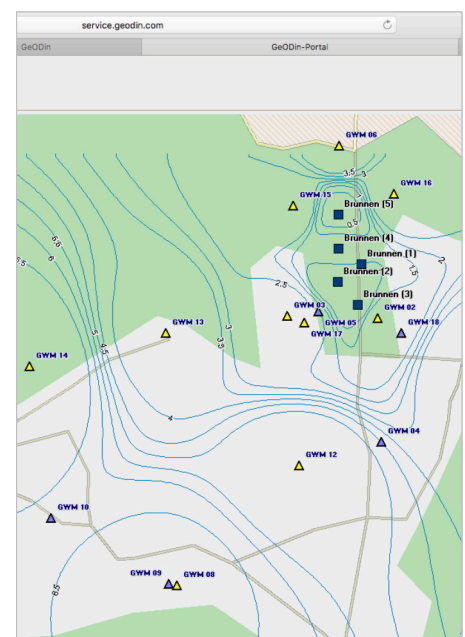 service.geodin.com
: GeODin
GeODin-Portal
GWM 06
3.5
3
GWM 16
GWM 15
Brunnen (5)
0.5
Brunnen (4)
Brunnen (1)
2
1.5
Brunnen (2)
2.5
Brunnen (3)
GWM 03
GWM 02
GWM 05
GWM 17
GWM 18
GWM 13
3
3.5
6
5
4.5
GWM 14
4
GWM 04
GWM 12
GWM 10
GWM 09
GWM 08
6.5